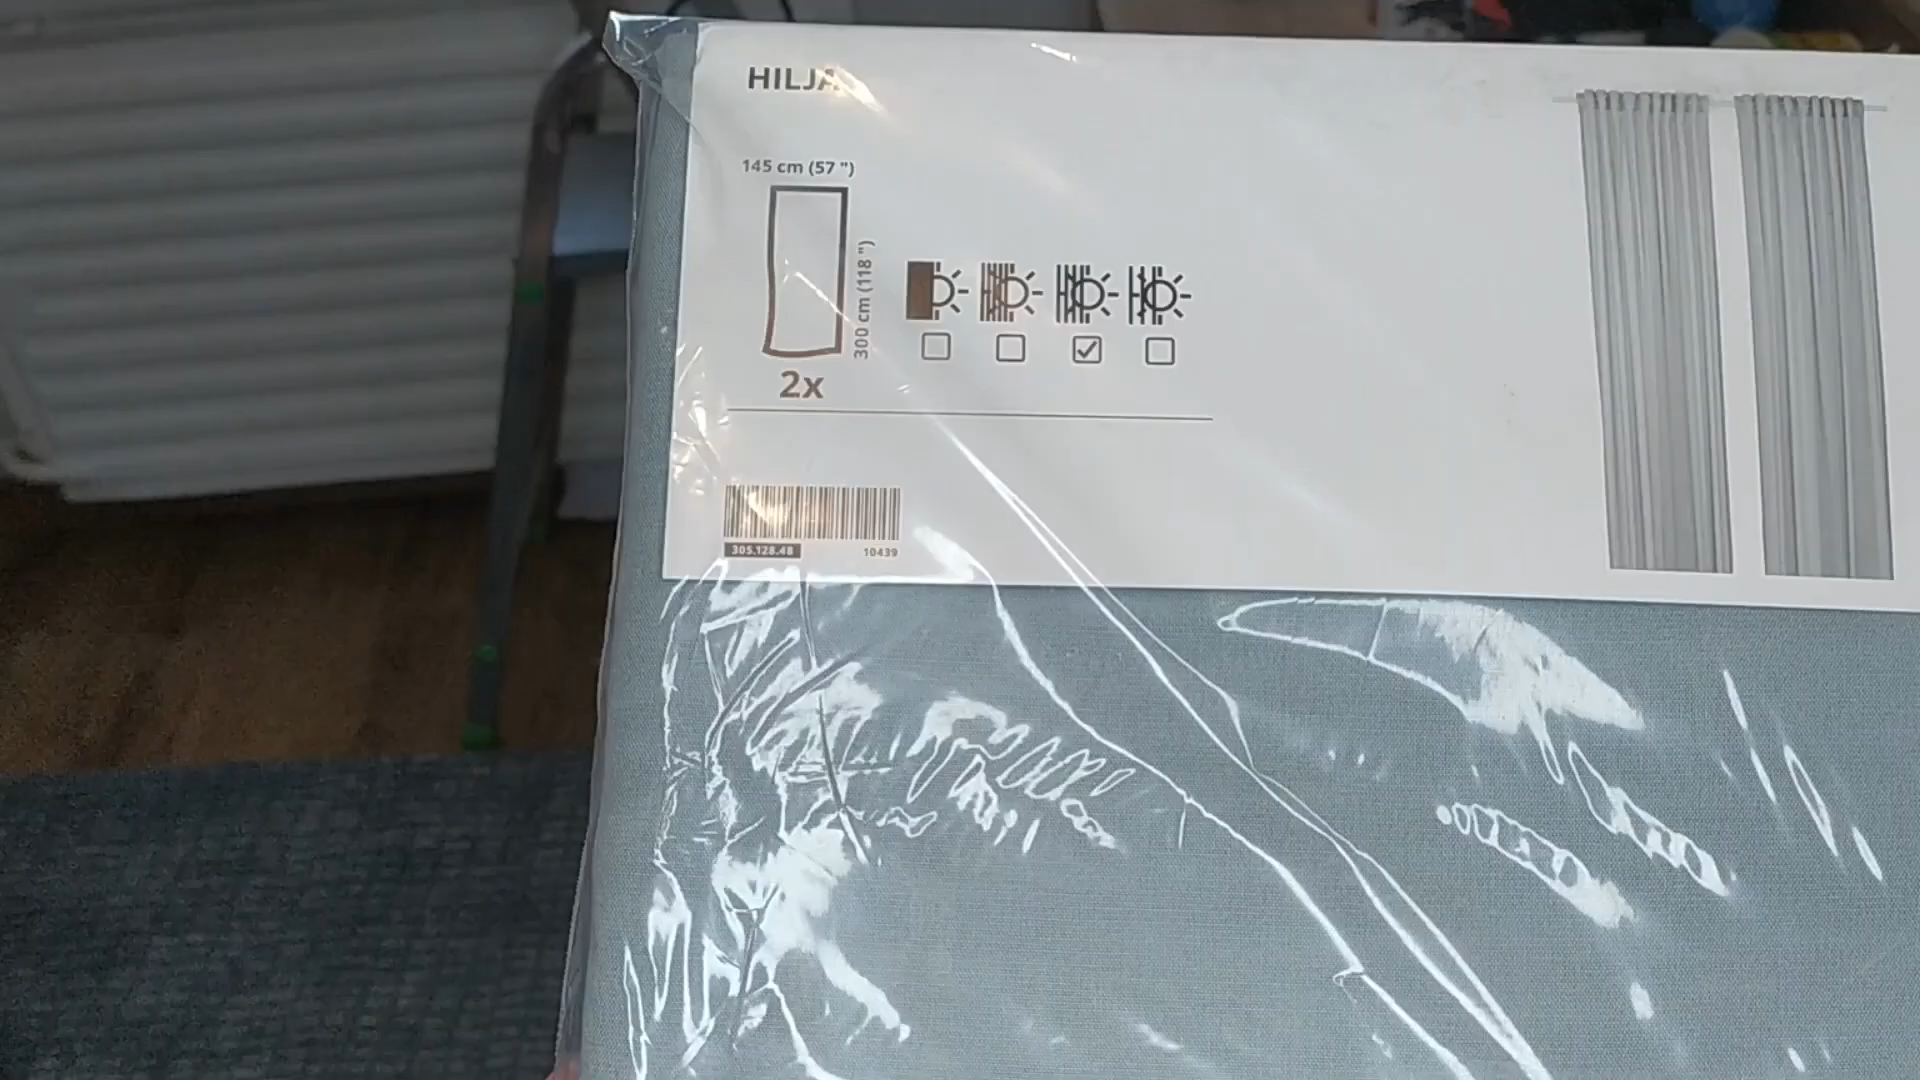 HILJA
145 cm (57 ")
300 cm (118 ")
2x
305.128.48
10439